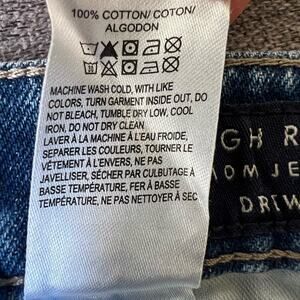 100% COTTON/ COTON/
ALGODON
MACHINE WASH COLD, WITH LIKE
COLORS, TURN GARMENT INSIDE OUT, DO
NOT BLEACH, TUMBLE DRY LOW, COOL
IRON, DO NOT DRY CLEAN
LAVER À LA MACHINE À L'EAU FROIDE,
SEPARER LES COULEURS, TOURNER LE
VÊTEMENT À L'ENVERS, NE PAS
JAVELLISER, SÉCHER PAR CULBUTAGE À
BASSE TEMPÉRATURE, FER À BASSE
TEMPÉRATURE, NE PAS NETTOYER À SEC
GH R
OM JE
DREW